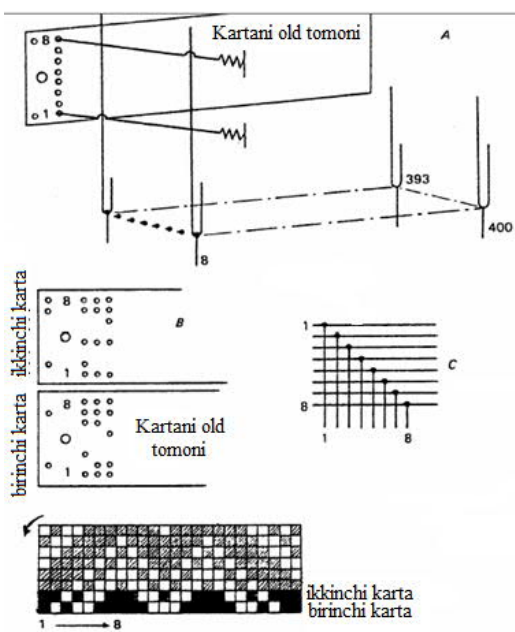 Kartani old tomoni
A
8
1
393
400
8
ikkinchi karta
8
1
B
birinchi karta
8
1
Kartani old
tomoni
1
8
1
8
C
ikkinchi karta
birinchi karta
1
8